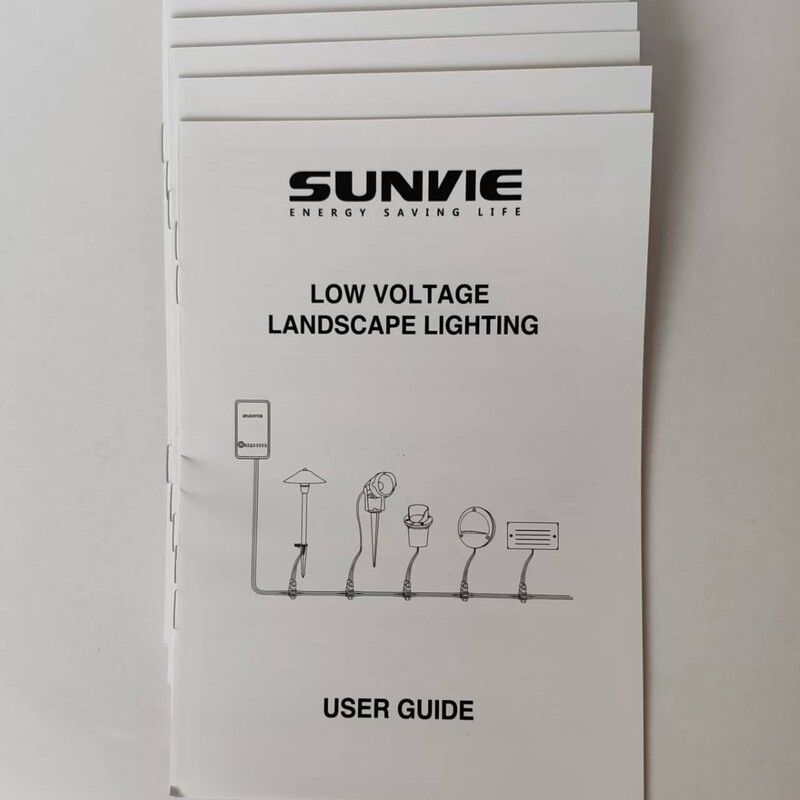 SUNVIE
ENERGY SAVING LIFE
LOW VOLTAGE
LANDSCAPE LIGHTING
USER GUIDE